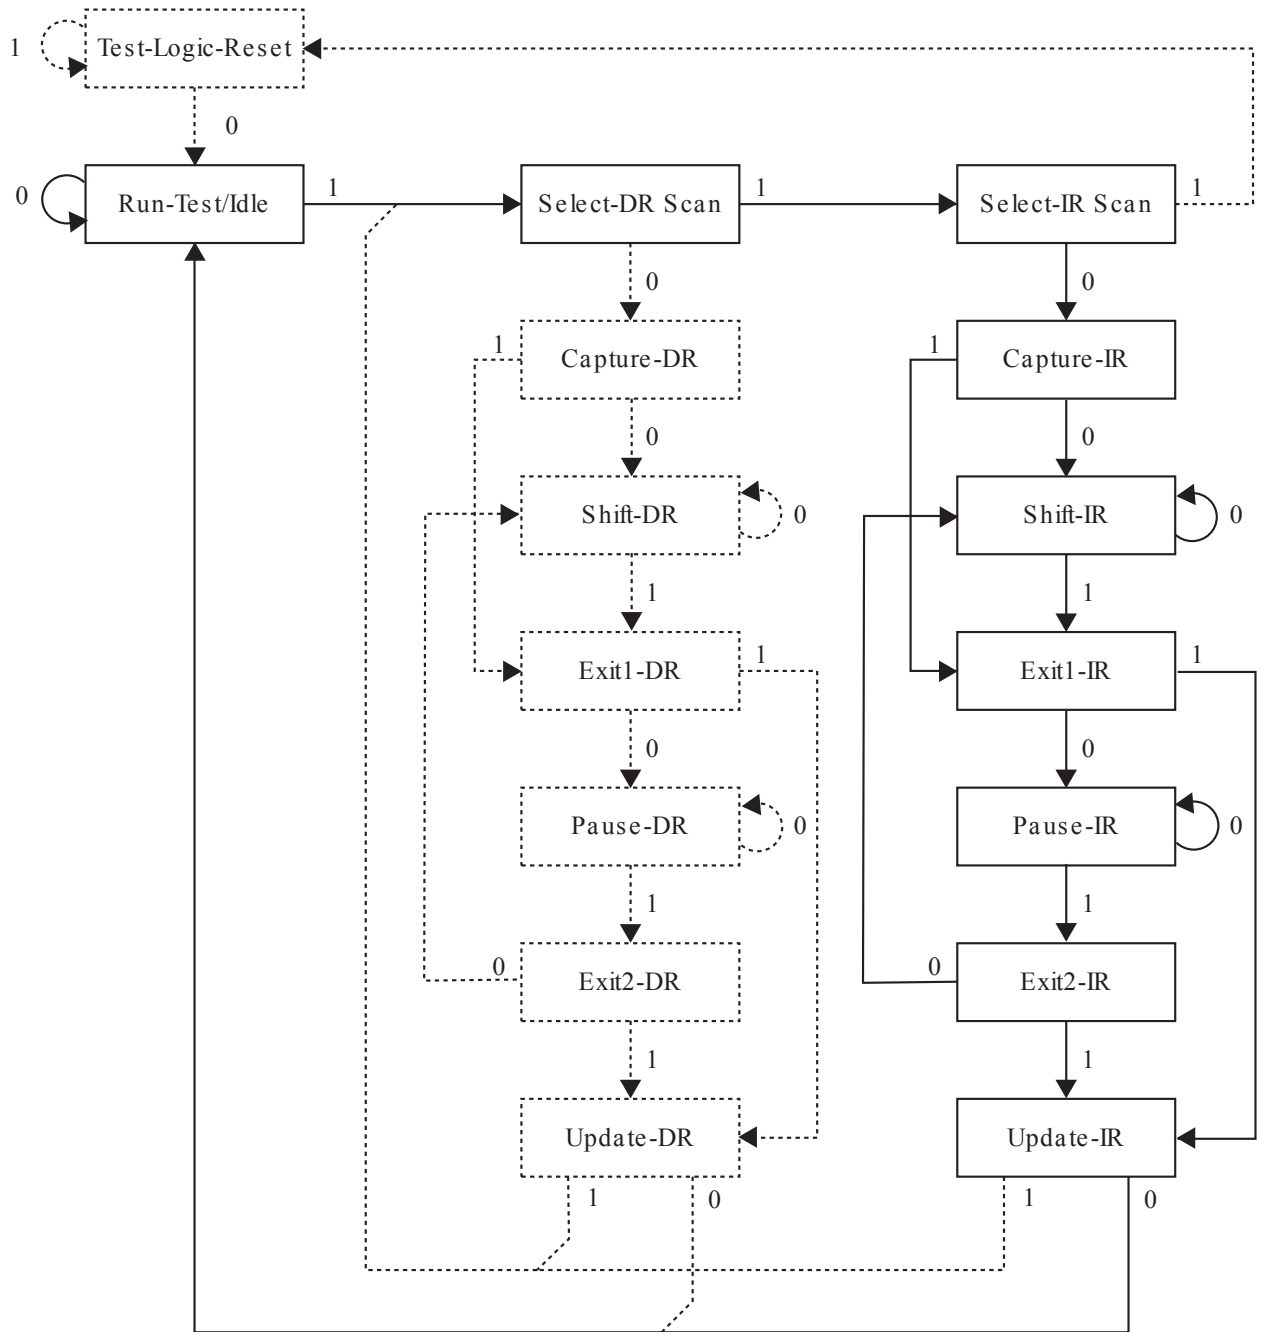 1
Test-Logic-Reset
0
0
Run-Test/Idle
1
Select-DR Scan
1
Select-IR Scan
1
0
0
1
Capture-DR
1
Capture-IR
0
0
Shift-DR
0
Shift-IR
0
1
1
Exit1-DR
1
Exit1-IR
1
0
0
Pause-DR
0
Pause-IR
0
1
1
0
Exit2-DR
0
Exit2-IR
1
1
Update-DR
Update-IR
1
0
1
0